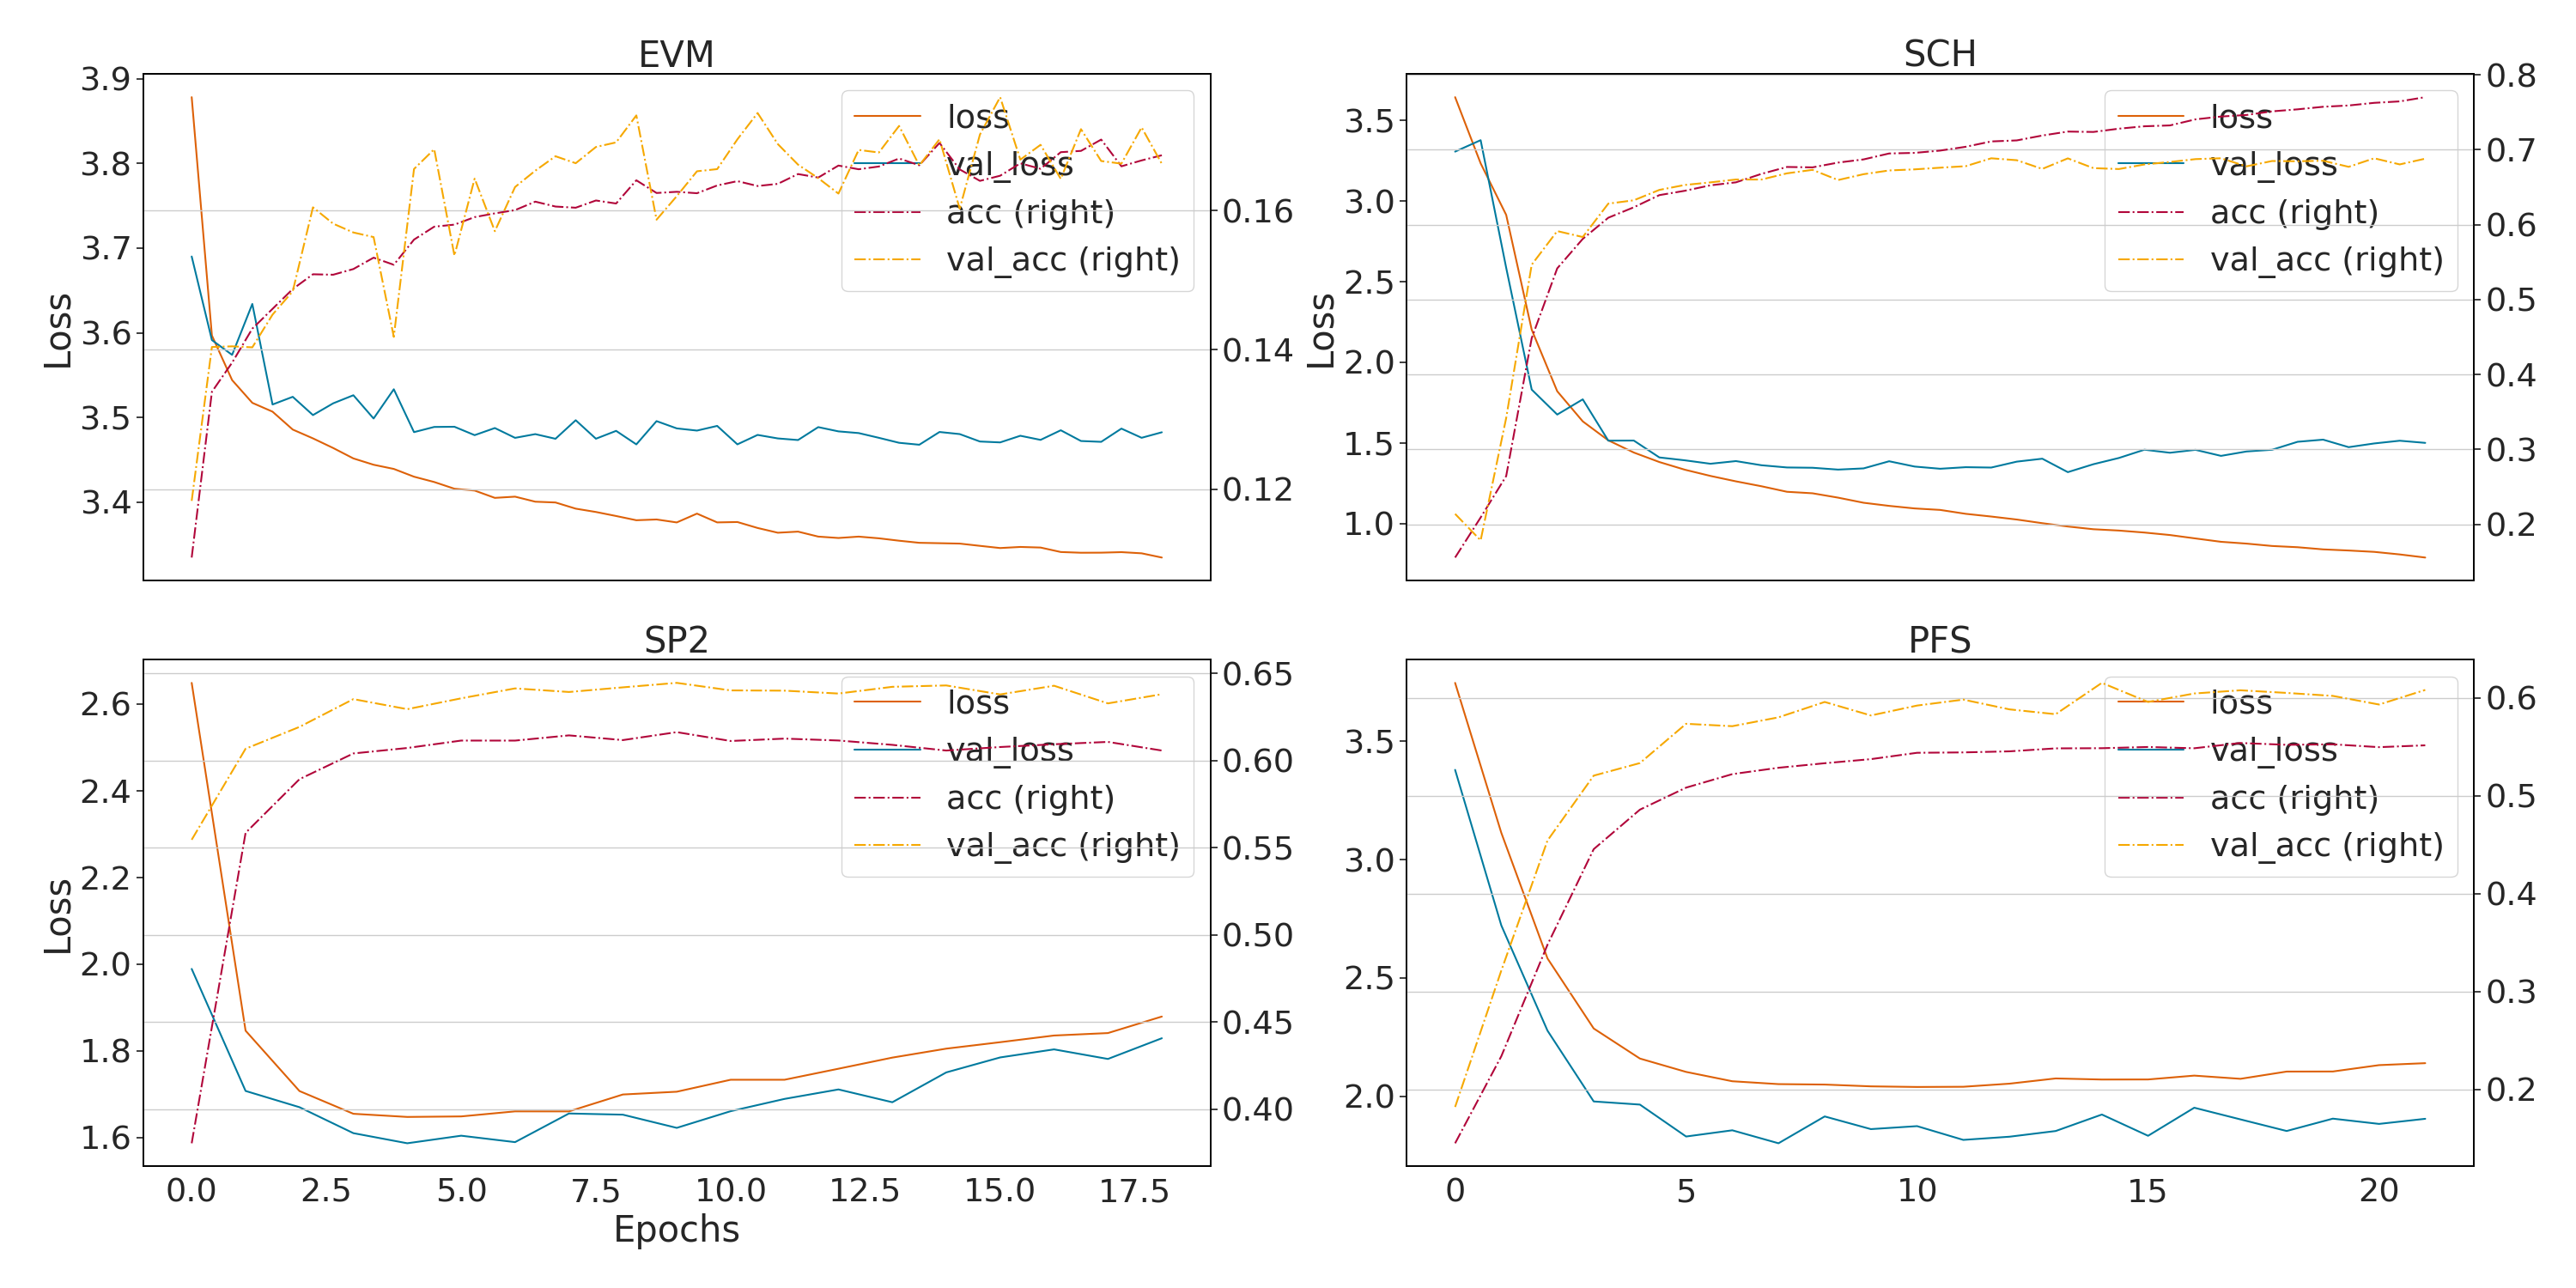 EVM
3.9
3.8
3.7
3.6
3.5
3.4
Loss
0.16
0.14
0.12
loss
val_loss
acc (right)
val_acc (right)
SCH
3.5
3.0
2.5
2.0
1.5
1.0
Loss
0.8
0.7
0.6
0.5
0.4
0.3
0.2
loss
val_loss
acc (right)
val_acc (right)
SP2
2.6
2.4
2.2
2.0
1.8
1.6
Loss
0.65
0.60
0.55
0.50
0.45
0.40
loss
val_loss
acc (right)
val_acc (right)
0.0 2.5 5.0 7.5 10.0 12.5 15.0 17.5
Epochs
PFS
3.5
3.0
2.5
2.0
0.6
0.5
0.4
0.3
0.2
loss
val_loss
acc (right)
val_acc (right)
0 5 10 15 20